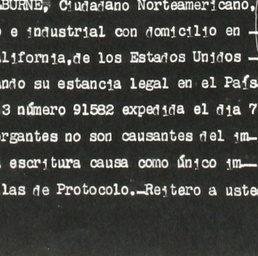 BURNE, Ciudadano Norteamericano,
e industrial con domicilio en —
lifornia, de los Estados Unidos —
ndo su estancia legal en el País
3 número 91582 expedida el dia 7
rgantes no son causantes del im—
escritura causa como único im—
las de Protocolo.—Reitero a uste